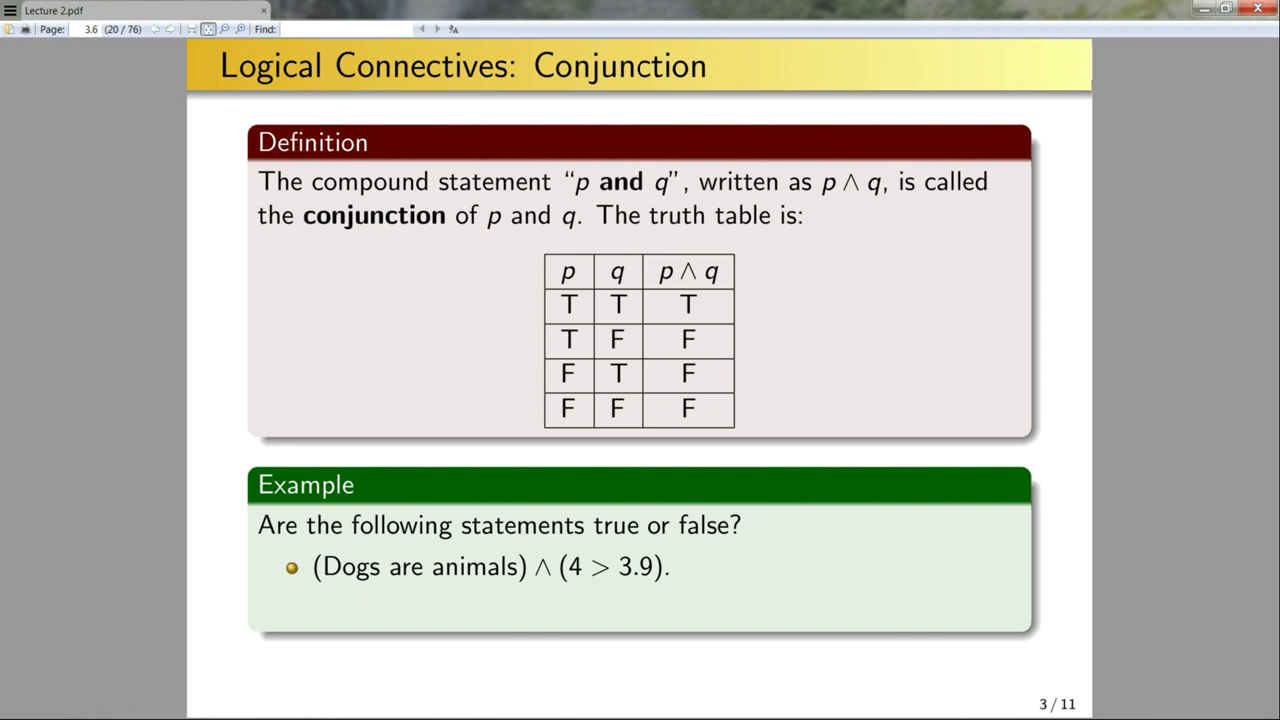 Lecture 2.pdf
Page: 3.6 (20 / 76) Find:
Logical Connectives: Conjunction
Definition
The compound statement “p and q”, written as p ∧ q, is called
the conjunction of p and q. The truth table is:
p q p ∧ q
T T T
T F F
F T F
F F F
Example
Are the following statements true or false?
(Dogs are animals) ∧ (4 > 3.9).
3 / 11